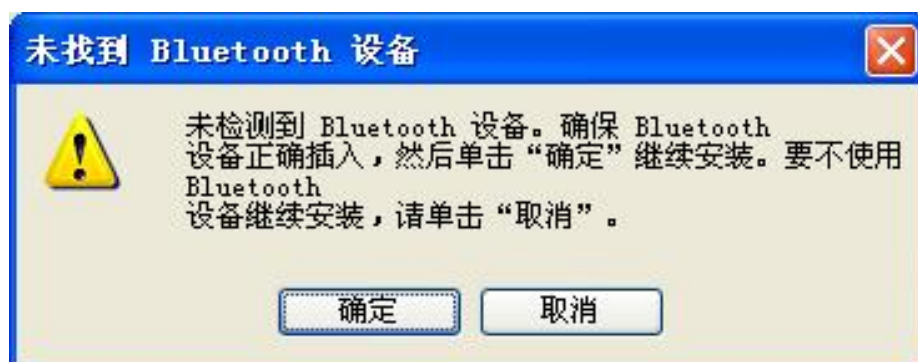 未找到 Bluetooth 设备
未检测到 Bluetooth 设备。确保 Bluetooth
设备正确插入，然后单击“确定”继续安装。要不使用
Bluetooth
设备继续安装，请单击“取消”。
确定 取消